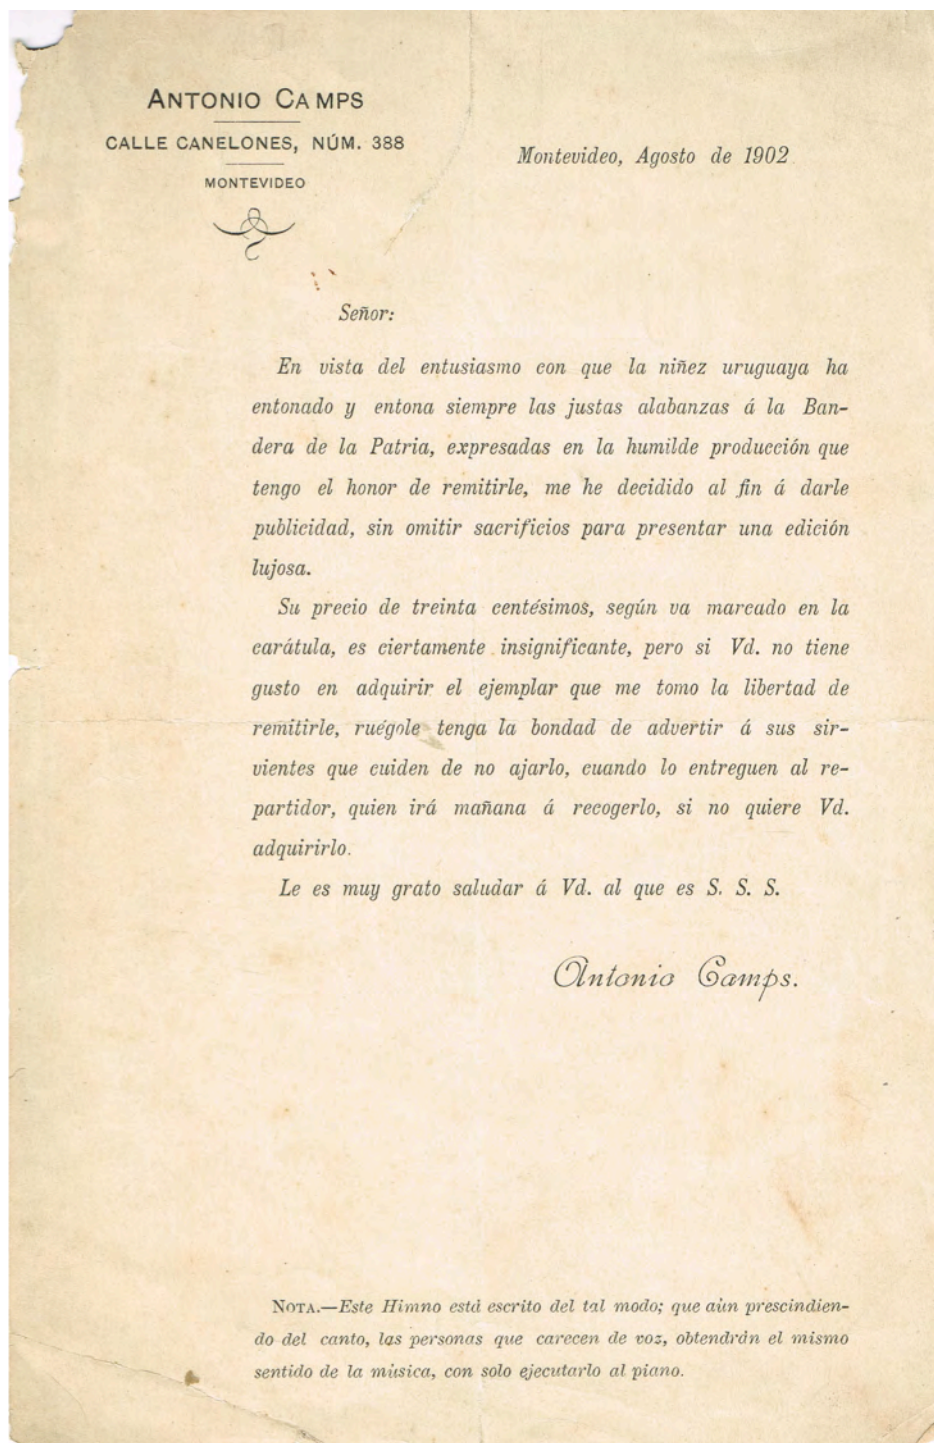 ANTONIO CAMPS
CALLE CANELONES, NÚM. 388
MONTEVIDEO
Montevideo, Agosto de 1902
Señor:
En vista del entusiasmo con que la niñez uruguaya ha
entonado y entona siempre las justas alabanzas á la Ban-
dera de la Patria, expresadas en la humilde producción que
tengo el honor de remitirle, me he decidido al fin á darle
publicidad, sin omitir sacrificios para presentar una edición
lujosa.
Su precio de treinta centésimos, según va marcado en la
carátula, es ciertamente insignificante, pero si Vd. no tiene
gusto en adquirir el ejemplar que me tomo la libertad de
remitirle, ruégole tenga la bondad de advertir á sus sir-
vientes que cuiden de no ajarlo, cuando lo entreguen al re-
partidor, quien irá mañana á recogerlo, si no quiere Vd.
adquirirlo.
Le es muy grato saludar á Vd. al que es S. S. S.
Antonio Camps.
NOTA.—Este Himno está escrito del tal modo; que aún prescindien-
do del canto, las personas que carecen de voz, obtendrán el mismo
sentido de la música, con solo ejecutarlo al piano.